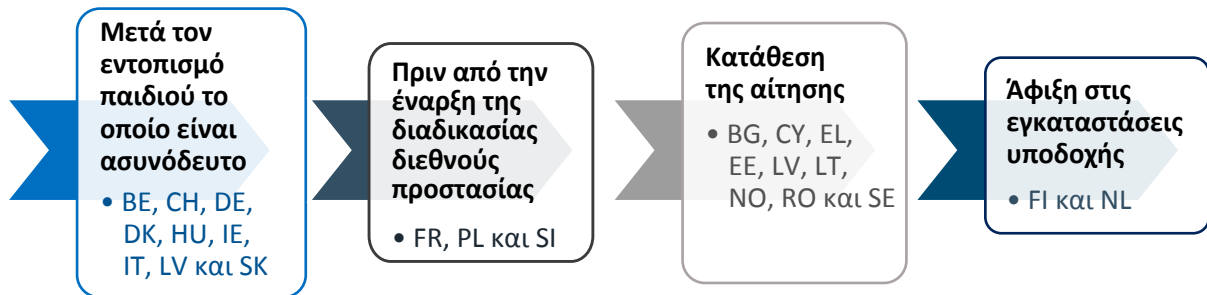 Μετά τον
εντοπισμό
παιδιού το
οποίο είναι
ασυνόδευτο
• BE, CH, DE,
DK, HU, IE,
IT, LV και SK
Πριν από την
έναρξη της
διαδικασίας
διεθνούς
προστασίας
• FR, PL και SI
Κατάθεση
της αίτησης
• BG, CY, EL,
EE, LV, LT,
NO, RO και SE
Άφιξη στις
εγκαταστάσεις
υποδοχής
• FI και NL